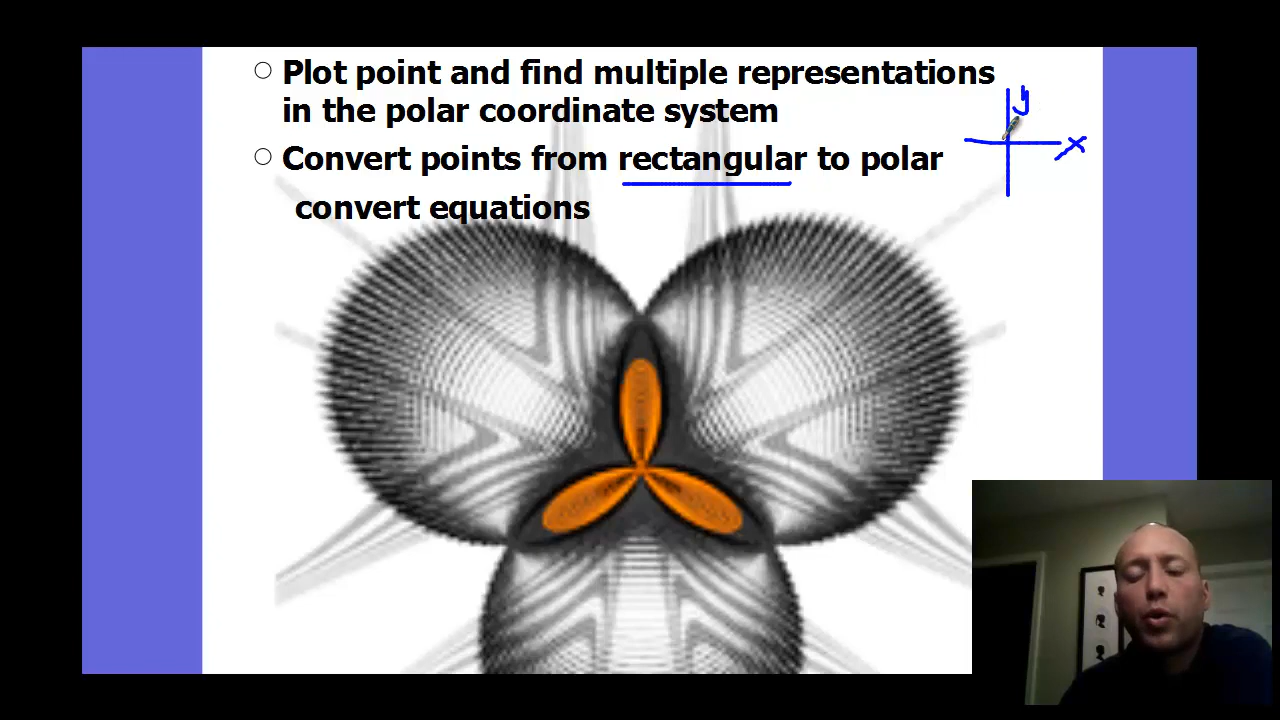 ○ Plot point and find multiple representations
in the polar coordinate system
○ Convert points from rectangular to polar
convert equations
y
x